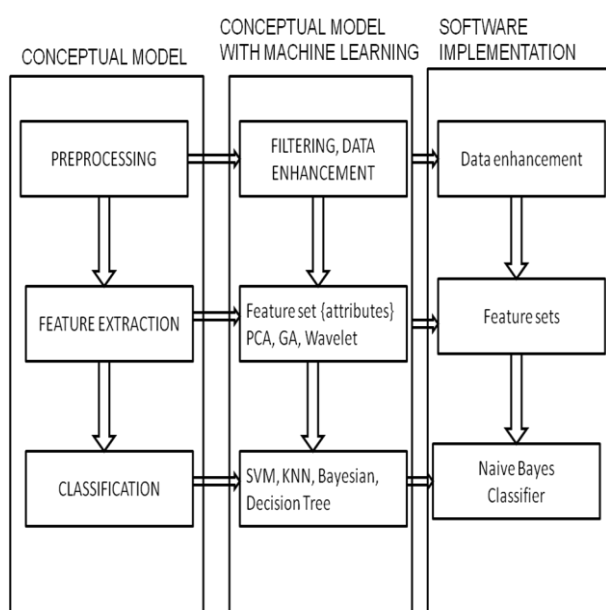 CONCEPTUAL MODEL
CONCEPTUAL MODEL
WITH MACHINE LEARNING
SOFTWARE
IMPLEMENTATION
PREPROCESSING
FILTERING, DATA
ENHANCEMENT
Data enhancement
FEATURE EXTRACTION
Feature set {attributes}
PCA, GA, Wavelet
Feature sets
CLASSIFICATION
SVM, KNN, Bayesian,
Decision Tree
Naive Bayes
Classifier